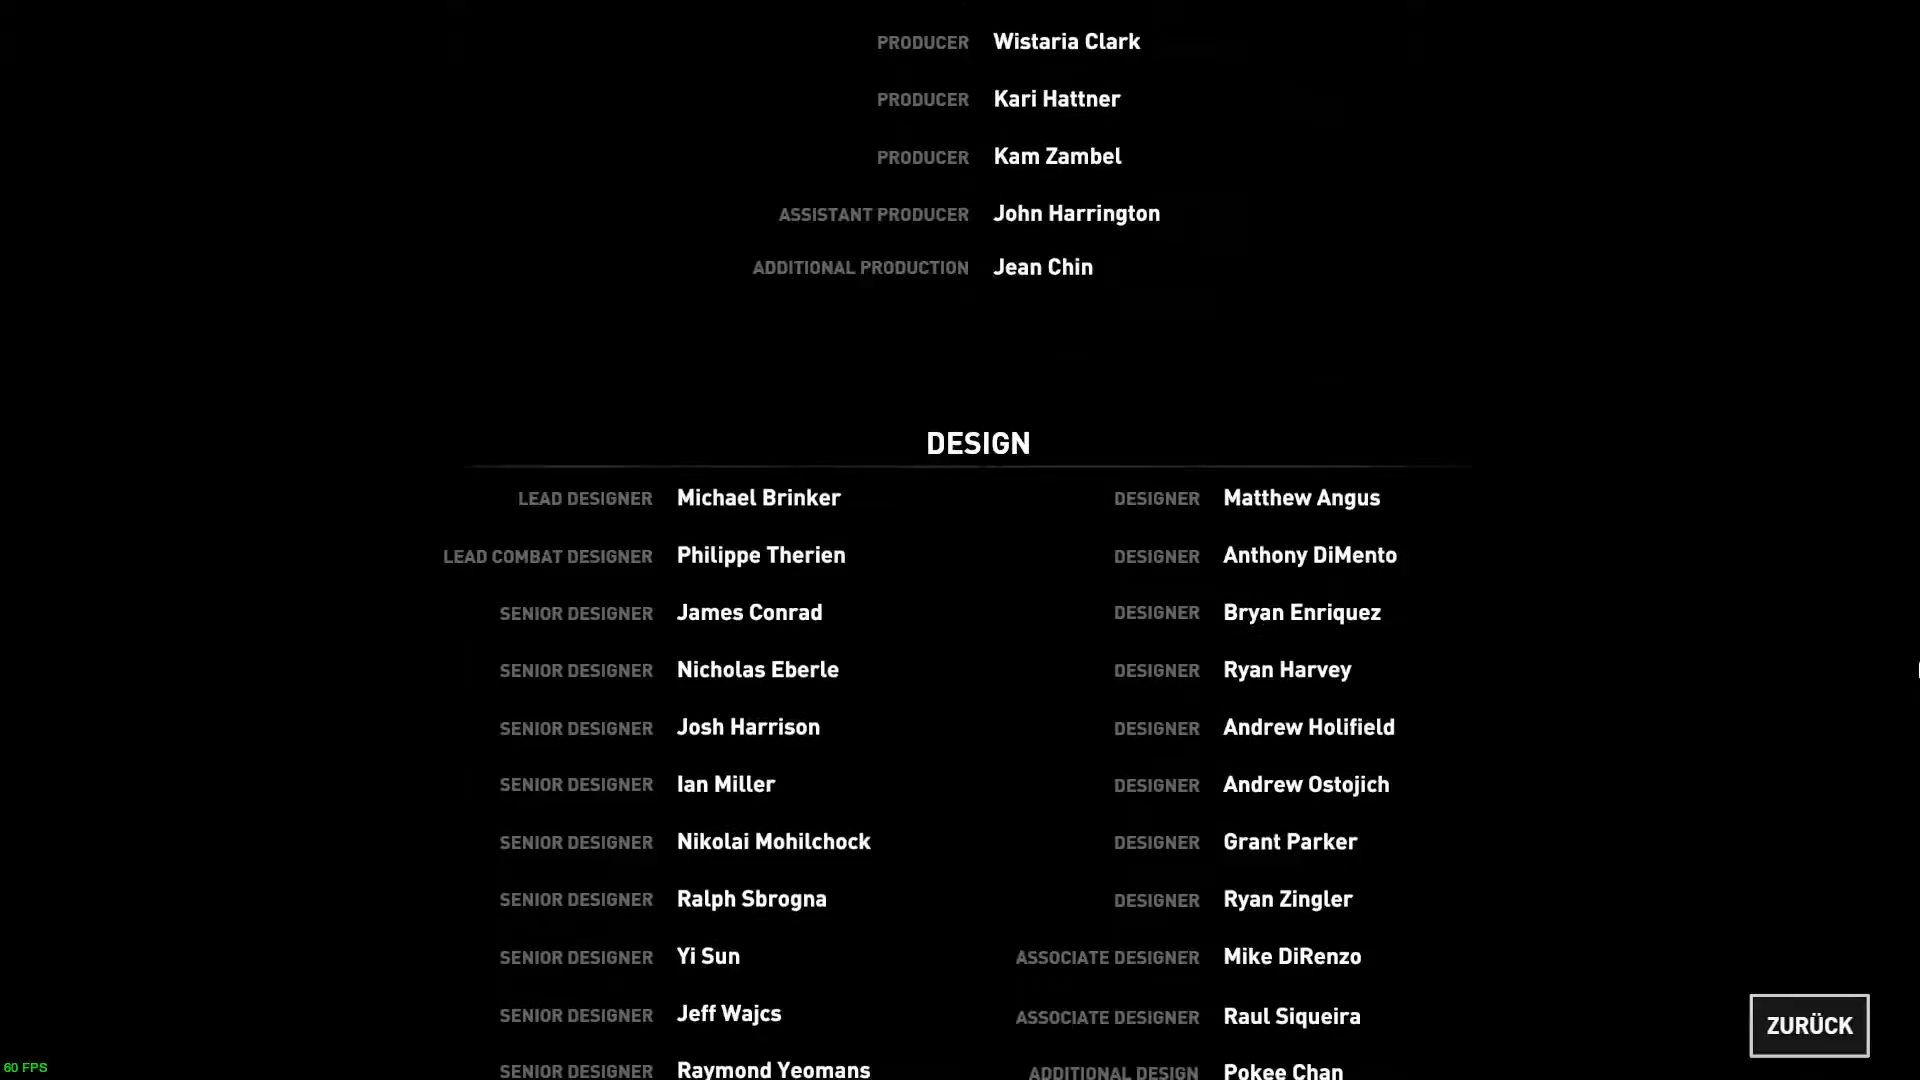 PRODUCER Wistaria Clark
PRODUCER Kari Hattner
PRODUCER Kam Zambel
ASSISTANT PRODUCER John Harrington
ADDITIONAL PRODUCTION Jean Chin
DESIGN
LEAD DESIGNER Michael Brinker DESIGNER Matthew Angus
LEAD COMBAT DESIGNER Philippe Therien DESIGNER Anthony DiMento
SENIOR DESIGNER James Conrad DESIGNER Bryan Enriquez
SENIOR DESIGNER Nicholas Eberle DESIGNER Ryan Harvey
SENIOR DESIGNER Josh Harrison DESIGNER Andrew Holifield
SENIOR DESIGNER Ian Miller DESIGNER Andrew Ostojich
SENIOR DESIGNER Nikolai Mohilchock DESIGNER Grant Parker
SENIOR DESIGNER Ralph Sbrogna DESIGNER Ryan Zingler
SENIOR DESIGNER Yi Sun ASSOCIATE DESIGNER Mike DiRenzo
SENIOR DESIGNER Jeff Wajcs ASSOCIATE DESIGNER Raul Siqueira
SENIOR DESIGNER Raymond Yeomans ADDITIONAL DESIGN Pokee Chan
ZURÜCK
60 FPS